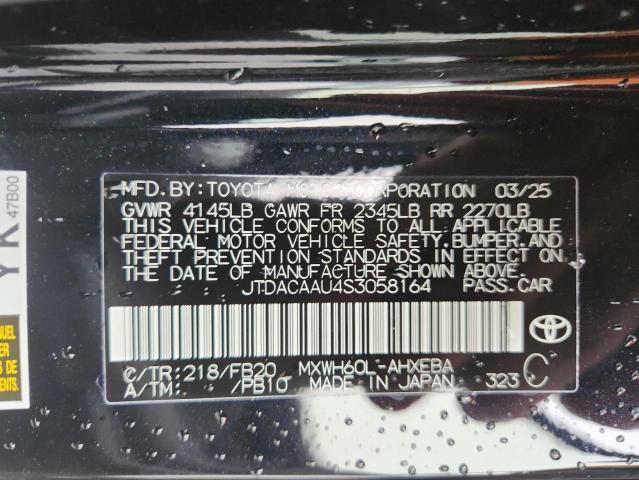 MFD. BY: TOYOTA MOTOR CORPORATION 03/25
GVWR 4145LB GAWR FR 2345LB RR 2270LB
THIS VEHICLE CONFORMS TO ALL APPLICABLE
FEDERAL MOTOR VEHICLE SAFETY, BUMPER, AND
THEFT PREVENTION STANDARDS IN EFFECT ON
THE DATE OF MANUFACTURE SHOWN ABOVE.
JTDACAAU4S3058164 PASS.CAR
C/TR: 218/FB20 MXWH60L-AHXEBA
A/TM: /PB10 MADE IN JAPAN 323 C
YK
47B00